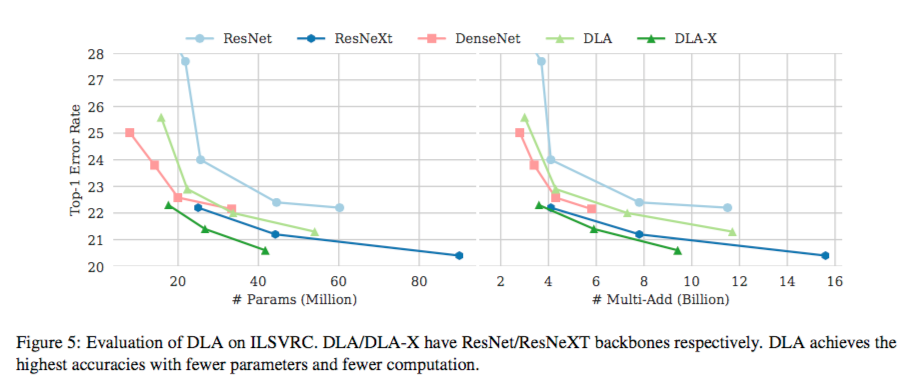 ResNet ResNeXt DenseNet DLA DLA-X
28
27
26
25
24
23
22
21
20
Top-1 Error Rate
20 40 60 80
# Params (Million)
2 4 6 8 10 12 14 16
# Multi-Add (Billion)
Figure 5: Evaluation of DLA on ILSVRC. DLA/DLA-X have ResNet/ResNeXT backbones respectively. DLA achieves the
highest accuracies with fewer parameters and fewer computation.